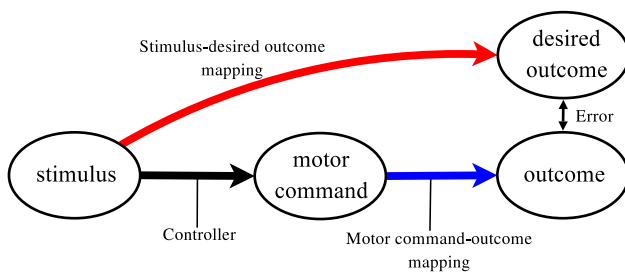 Stimulus-desired outcome
mapping
desired
outcome
Error
stimulus
motor
command
outcome
Controller
Motor command-outcome
mapping